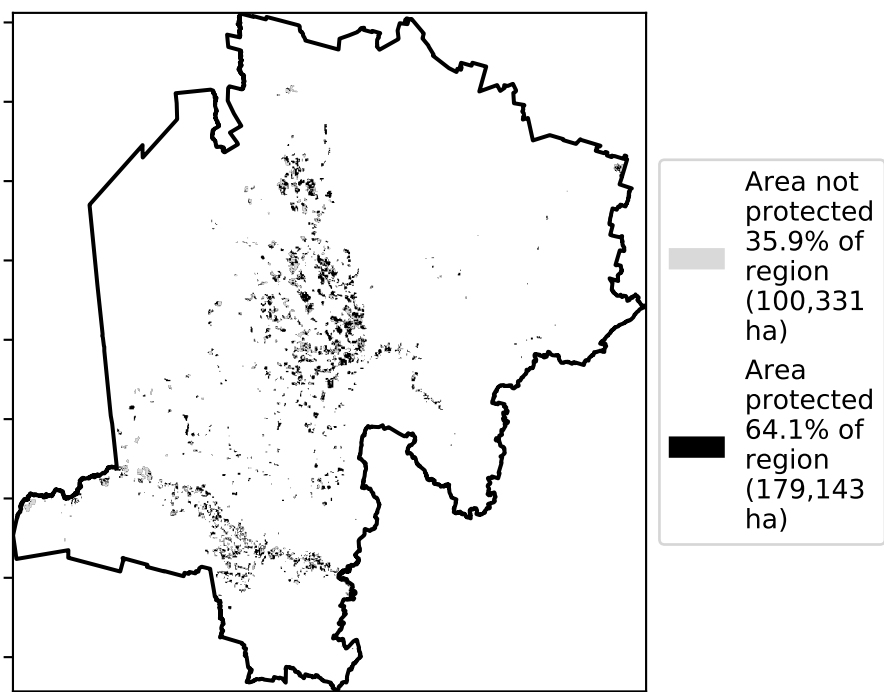 Area not
protected
35.9% of
region
(100,331
ha)
Area
protected
64.1% of
region
(179,143
ha)